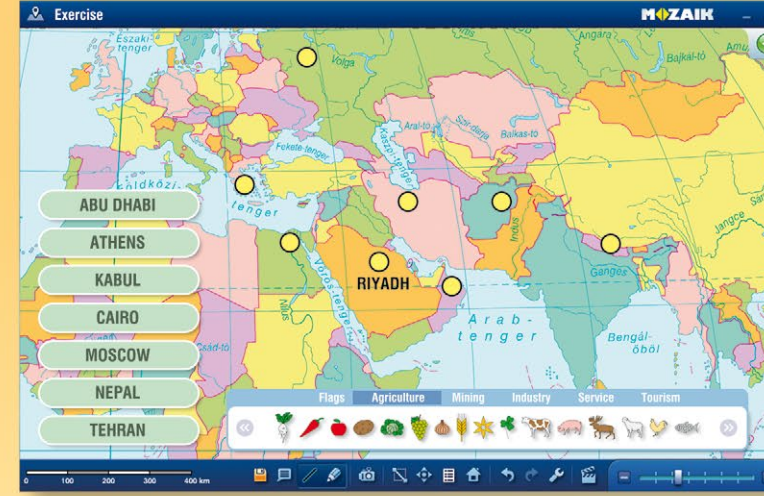 Exercise
MOZAIK
Északi-
tenger
Volga
Angara
Bajkál-tó
Amu
Aral-tó
Szir-darja
Balkas-tó
Kaszpi-tenger
Fekete-tenger
Földközi-
tenger
ABU DHABI
ATHENS
KABUL
CAIRO
MOSCOW
NEPAL
TEHRAN
Indus
Jangce
Gangesz
RIYADH
Vörös-tenger
Nílus
Csád-tó
Arab-
tenger
Bengál-
öböl
Flags Agriculture Mining Industry Service Tourism
0 100 200 300 400 km